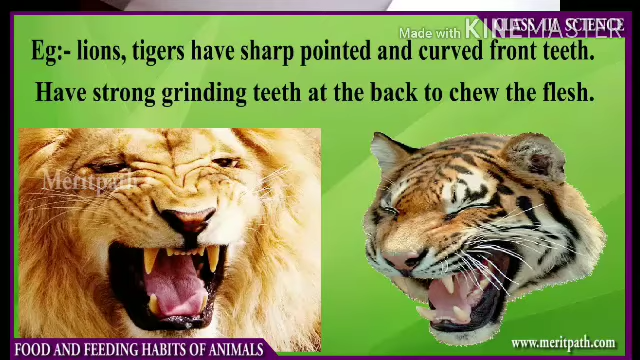 Made with KINEMASTER
CLASS-III, SCIENCE
Eg:- lions, tigers have sharp pointed and curved front teeth.
Have strong grinding teeth at the back to chew the flesh.
Meritpath
FOOD AND FEEDING HABITS OF ANIMALS
www.meritpath.com